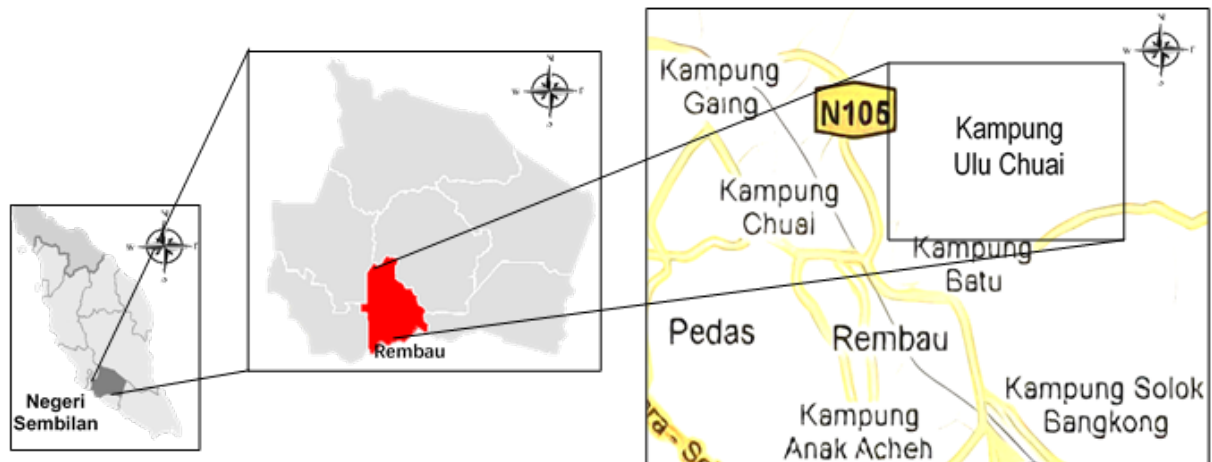 Negeri
Sembilan
Rembau
Kampung
Gaing
N105
Kampung
Ulu Chuai
Kampung
Chuai
Kampung
Batu
Pedas
Rembau
Kampung Solok
Bangkong
Kampung
Anak Acheh